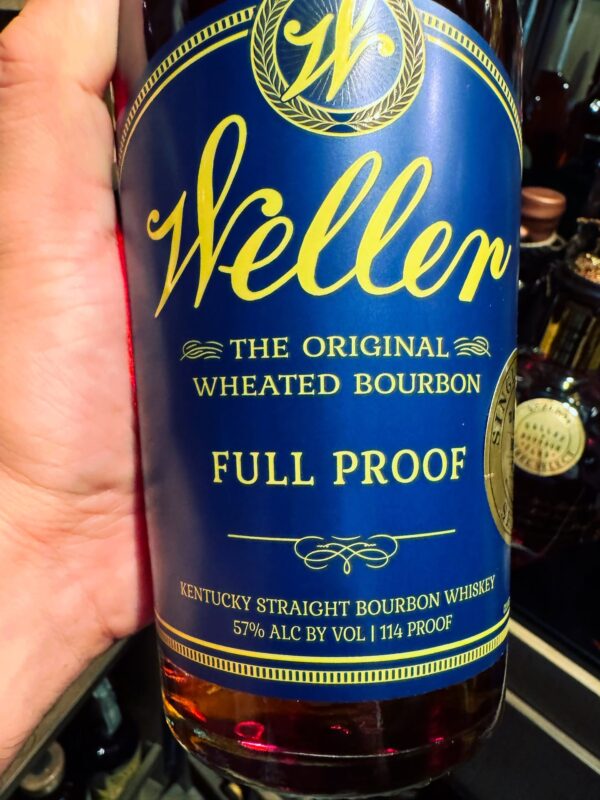 W
Weller
THE ORIGINAL
WHEATED BOURBON
FULL PROOF
KENTUCKY STRAIGHT BOURBON WHISKEY
57% ALC BY VOL | 114 PROOF